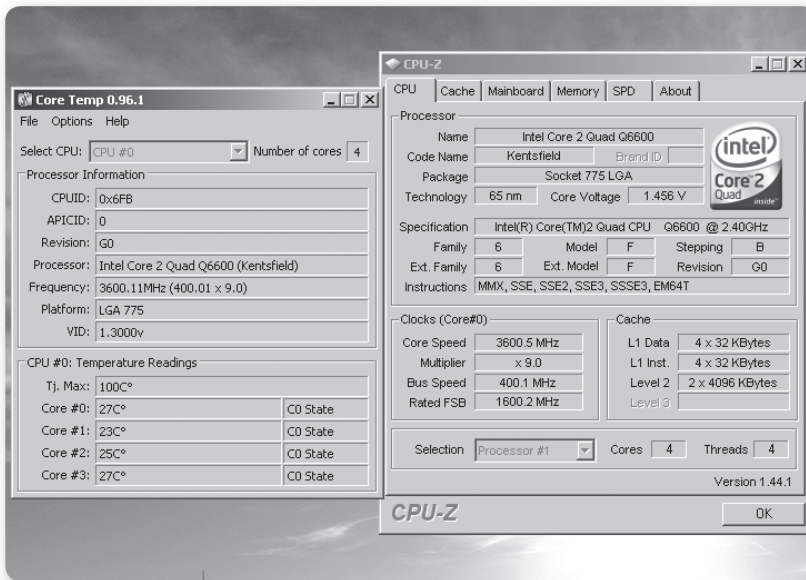 Core Temp 0.96.1
File Options Help
Select CPU: CPU #0 Number of cores 4
Processor Information
CPUID: 0x6FB
APICID: 0
Revision: G0
Processor: Intel Core 2 Quad Q6600 (Kentsfield)
Frequency: 3600.11MHz (400.01 x 9.0)
Platform: LGA 775
VID: 1.3000v
CPU #0: Temperature Readings
Tj. Max: 100C°
Core #0: 27C° C0 State
Core #1: 23C° C0 State
Core #2: 25C° C0 State
Core #3: 27C° C0 State
CPU-Z
CPU Cache Mainboard Memory SPD About
Processor
Name Intel Core 2 Quad Q6600
Code Name Kentsfield Brand ID
Package Socket 775 LGA
Technology 65 nm Core Voltage 1.456 V
intel
Core™2
Quad inside™
Specification Intel(R) Core(TM)2 Quad CPU Q6600 @ 2.40GHz
Family 6 Model F Stepping B
Ext. Family 6 Ext. Model F Revision G0
Instructions MMX, SSE, SSE2, SSE3, SSSE3, EM64T
Clocks (Core#0)
Core Speed 3600.5 MHz
Multiplier x 9.0
Bus Speed 400.1 MHz
Rated FSB 1600.2 MHz
Cache
L1 Data 4 x 32 KBytes
L1 Inst. 4 x 32 KBytes
Level 2 2 x 4096 KBytes
Level 3
Selection Processor #1 Cores 4 Threads 4
Version 1.44.1
CPU-Z OK